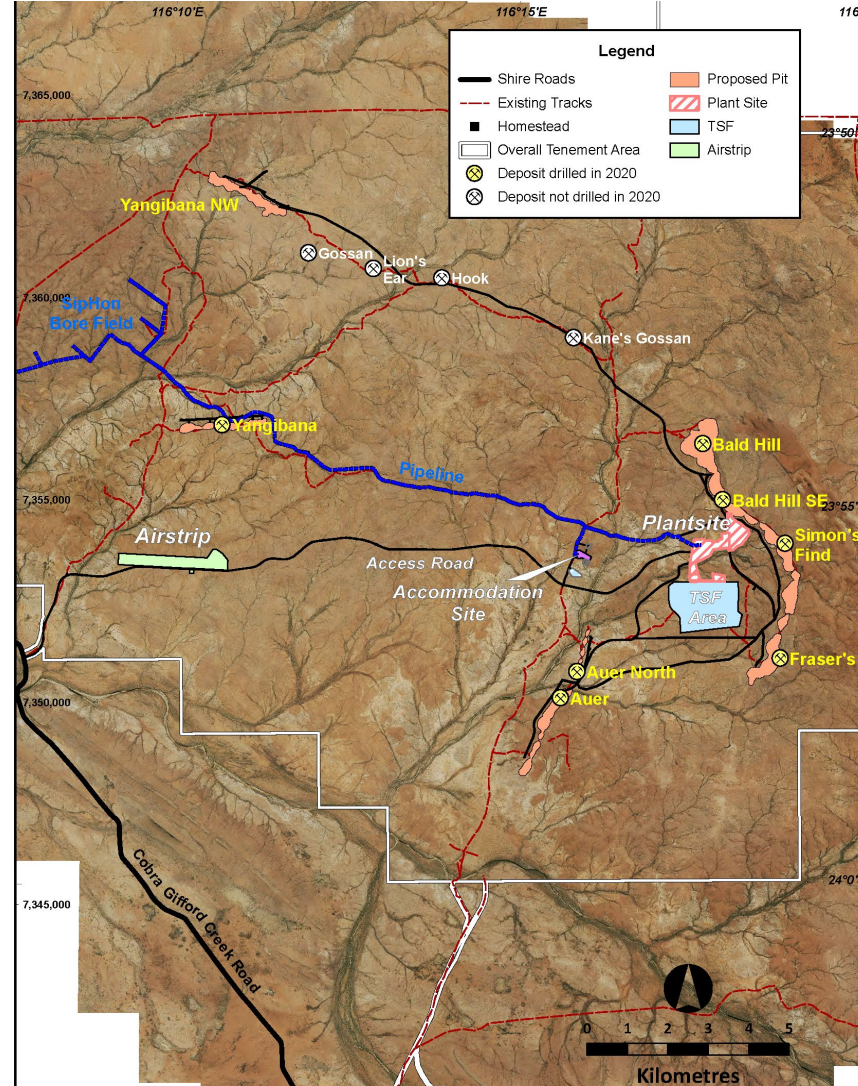 116°10'E
116°15'E
116
Legend
Shire Roads
Proposed Pit
Existing Tracks
Plant Site
Homestead
TSF
Overall Tenement Area
Airstrip
Deposit drilled in 2020
Deposit not drilled in 2020
7,365,000
23°50'
Yangibana NW
Gossan
Lion's
Ear
Hook
7,360,000
SipHon
Bore Field
Kane's Gossan
Yangibana
Bald Hill
Pipeline
7,355,000
Bald Hill SE
23°55'
Plantsite
Airstrip
Simon's
Find
Access Road
Accommodation
Site
TSF
Area
Fraser's
Auer North
Auer
7,350,000
Cobra Gifford Creek Road
24°0'
7,345,000
0 1 2 3 4 5
Kilometres